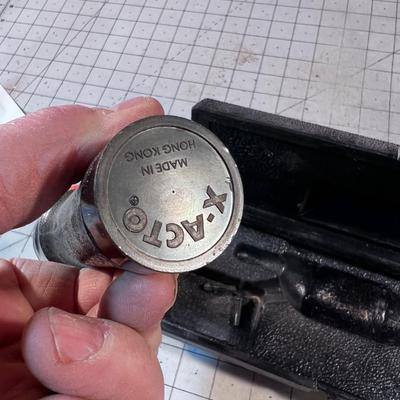 X-ACTO®
MADE IN
HONG KONG